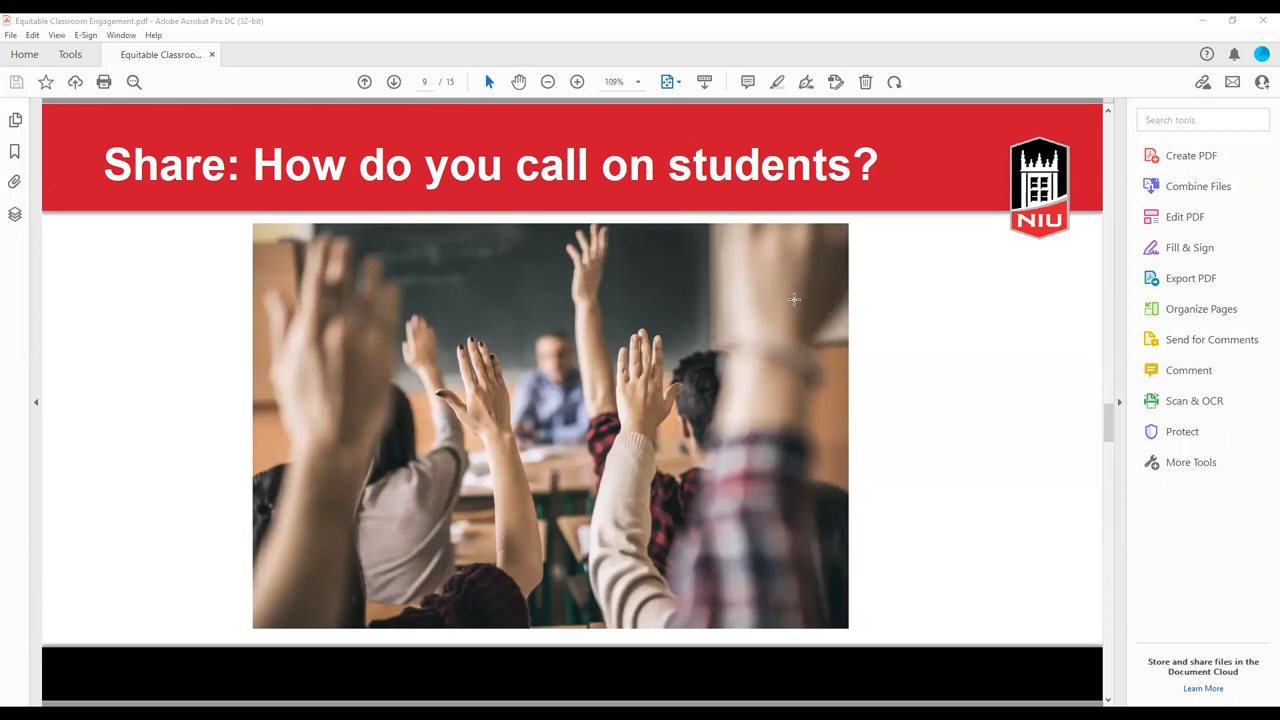 Equitable Classroom Engagement.pdf - Adobe Acrobat Pro DC (32-bit)
File Edit View E-Sign Window Help
Home Tools Equitable Classroo... ×
9 / 15 109%
Share: How do you call on students?
NIU
Search tools
Create PDF
Combine Files
Edit PDF
Fill & Sign
Export PDF
Organize Pages
Send for Comments
Comment
Scan & OCR
Protect
More Tools
Store and share files in the
Document Cloud
Learn More